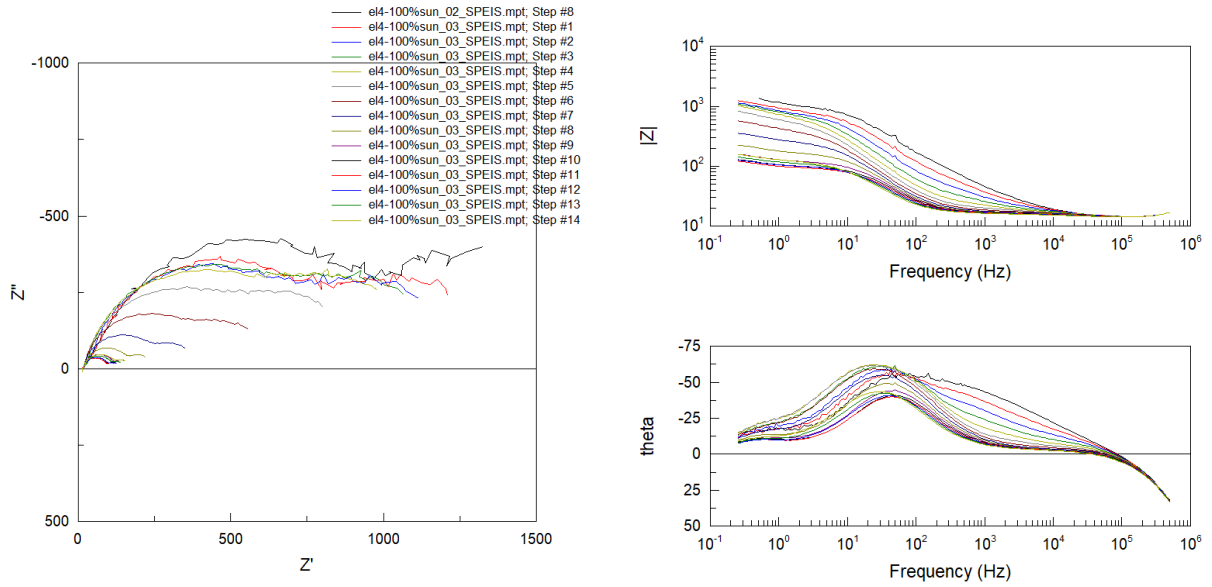 el4-100%sun_02_SPEIS.mpt; Step #8
el4-100%sun_03_SPEIS.mpt; Step #1
el4-100%sun_03_SPEIS.mpt; Step #2
el4-100%sun_03_SPEIS.mpt; Step #3
el4-100%sun_03_SPEIS.mpt; Step #4
el4-100%sun_03_SPEIS.mpt; Step #5
el4-100%sun_03_SPEIS.mpt; Step #6
el4-100%sun_03_SPEIS.mpt; Step #7
el4-100%sun_03_SPEIS.mpt; Step #8
el4-100%sun_03_SPEIS.mpt; Step #9
el4-100%sun_03_SPEIS.mpt; Step #10
el4-100%sun_03_SPEIS.mpt; Step #11
el4-100%sun_03_SPEIS.mpt; Step #12
el4-100%sun_03_SPEIS.mpt; Step #13
el4-100%sun_03_SPEIS.mpt; Step #14
-1000
-500
0
500
Z''
0 500 1000 1500
Z'
10⁴
10³
10²
10¹
|Z|
10⁻¹ 10⁰ 10¹ 10² 10³ 10⁴ 10⁵ 10⁶
Frequency (Hz)
-75
-50
-25
0
25
50
theta
10⁻¹ 10⁰ 10¹ 10² 10³ 10⁴ 10⁵ 10⁶
Frequency (Hz)